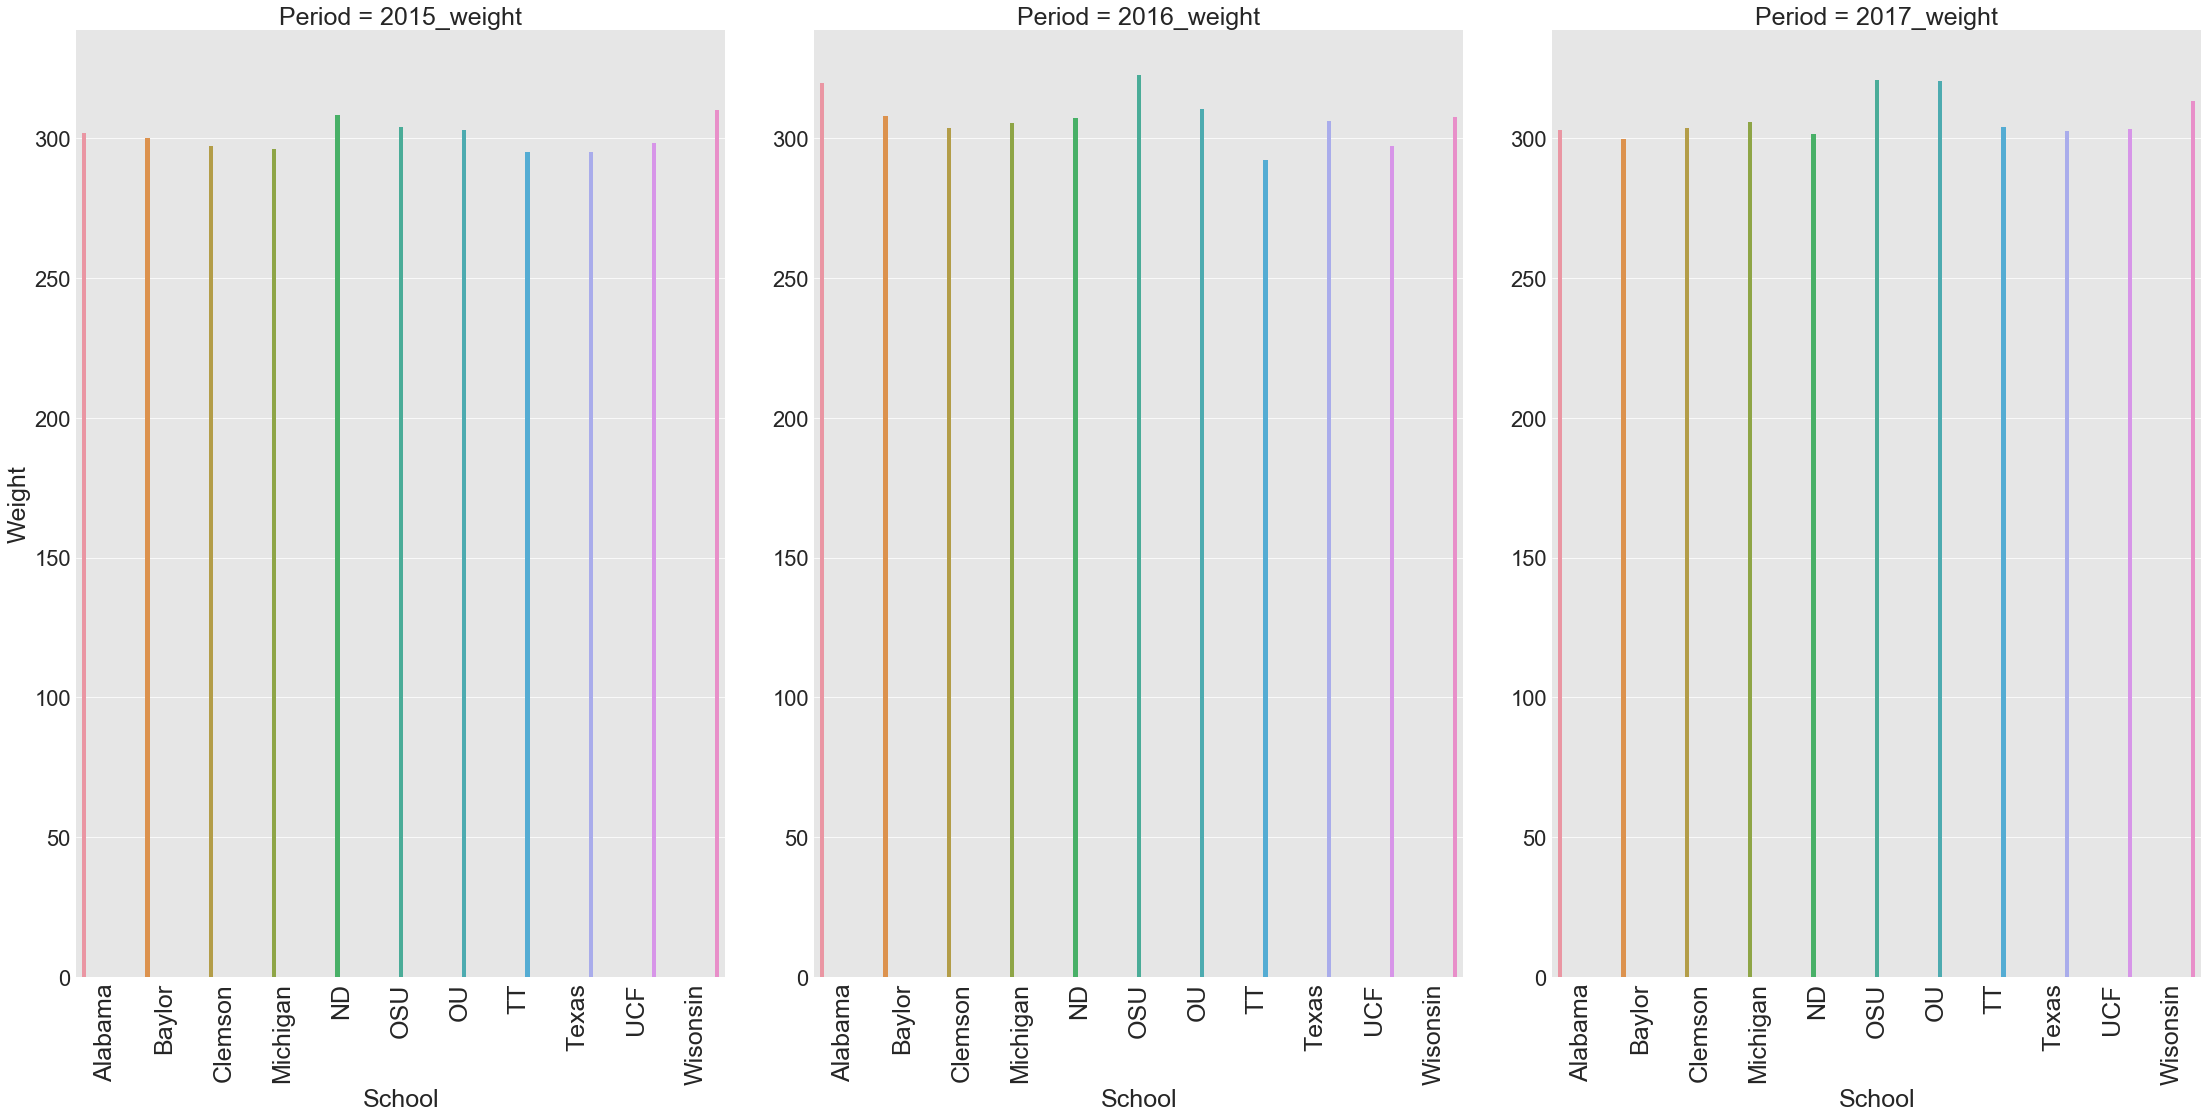 Period = 2015_weight
Period = 2016_weight
Period = 2017_weight
Weight
300
250
200
150
100
50
0
300
250
200
150
100
50
0
300
250
200
150
100
50
0
Alabama
Baylor
Clemson
Michigan
ND
OSU
OU
TT
Texas
UCF
Wisonsin
Alabama
Baylor
Clemson
Michigan
ND
OSU
OU
TT
Texas
UCF
Wisonsin
Alabama
Baylor
Clemson
Michigan
ND
OSU
OU
TT
Texas
UCF
Wisonsin
School
School
School